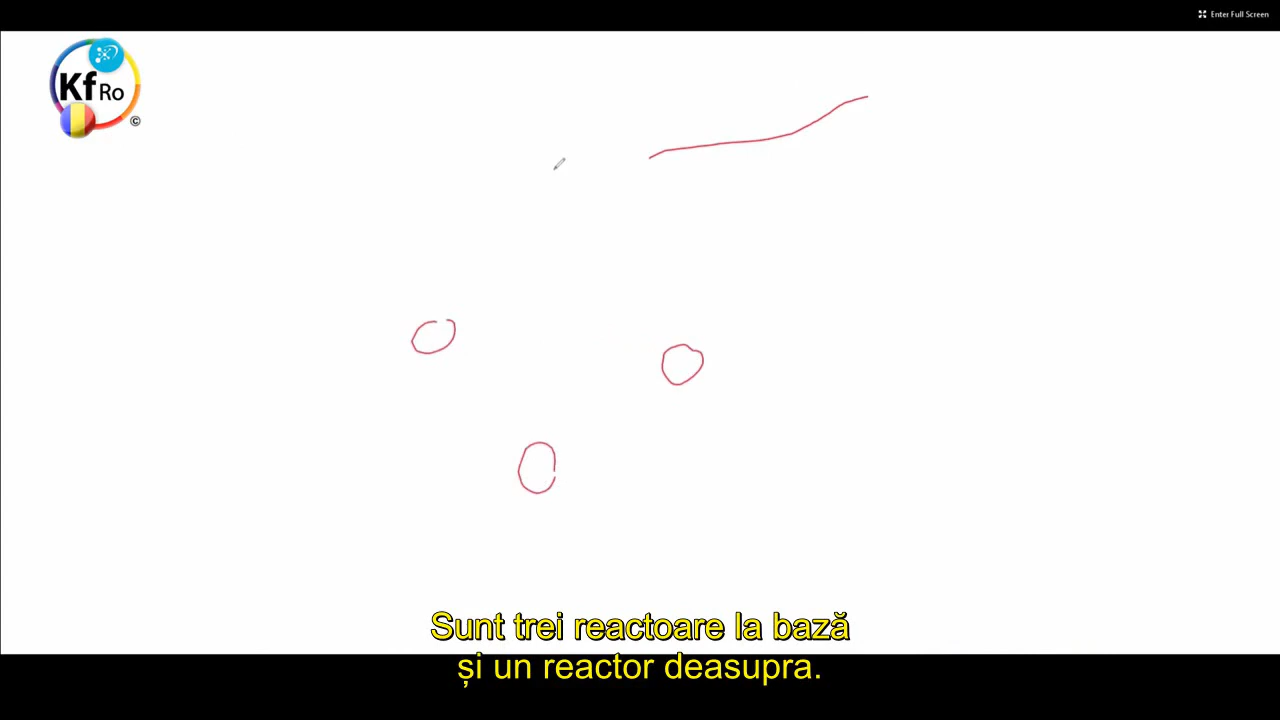 Enter Full Screen
Kf Ro
©
Sunt trei reactoare la bază
și un reactor deasupra.